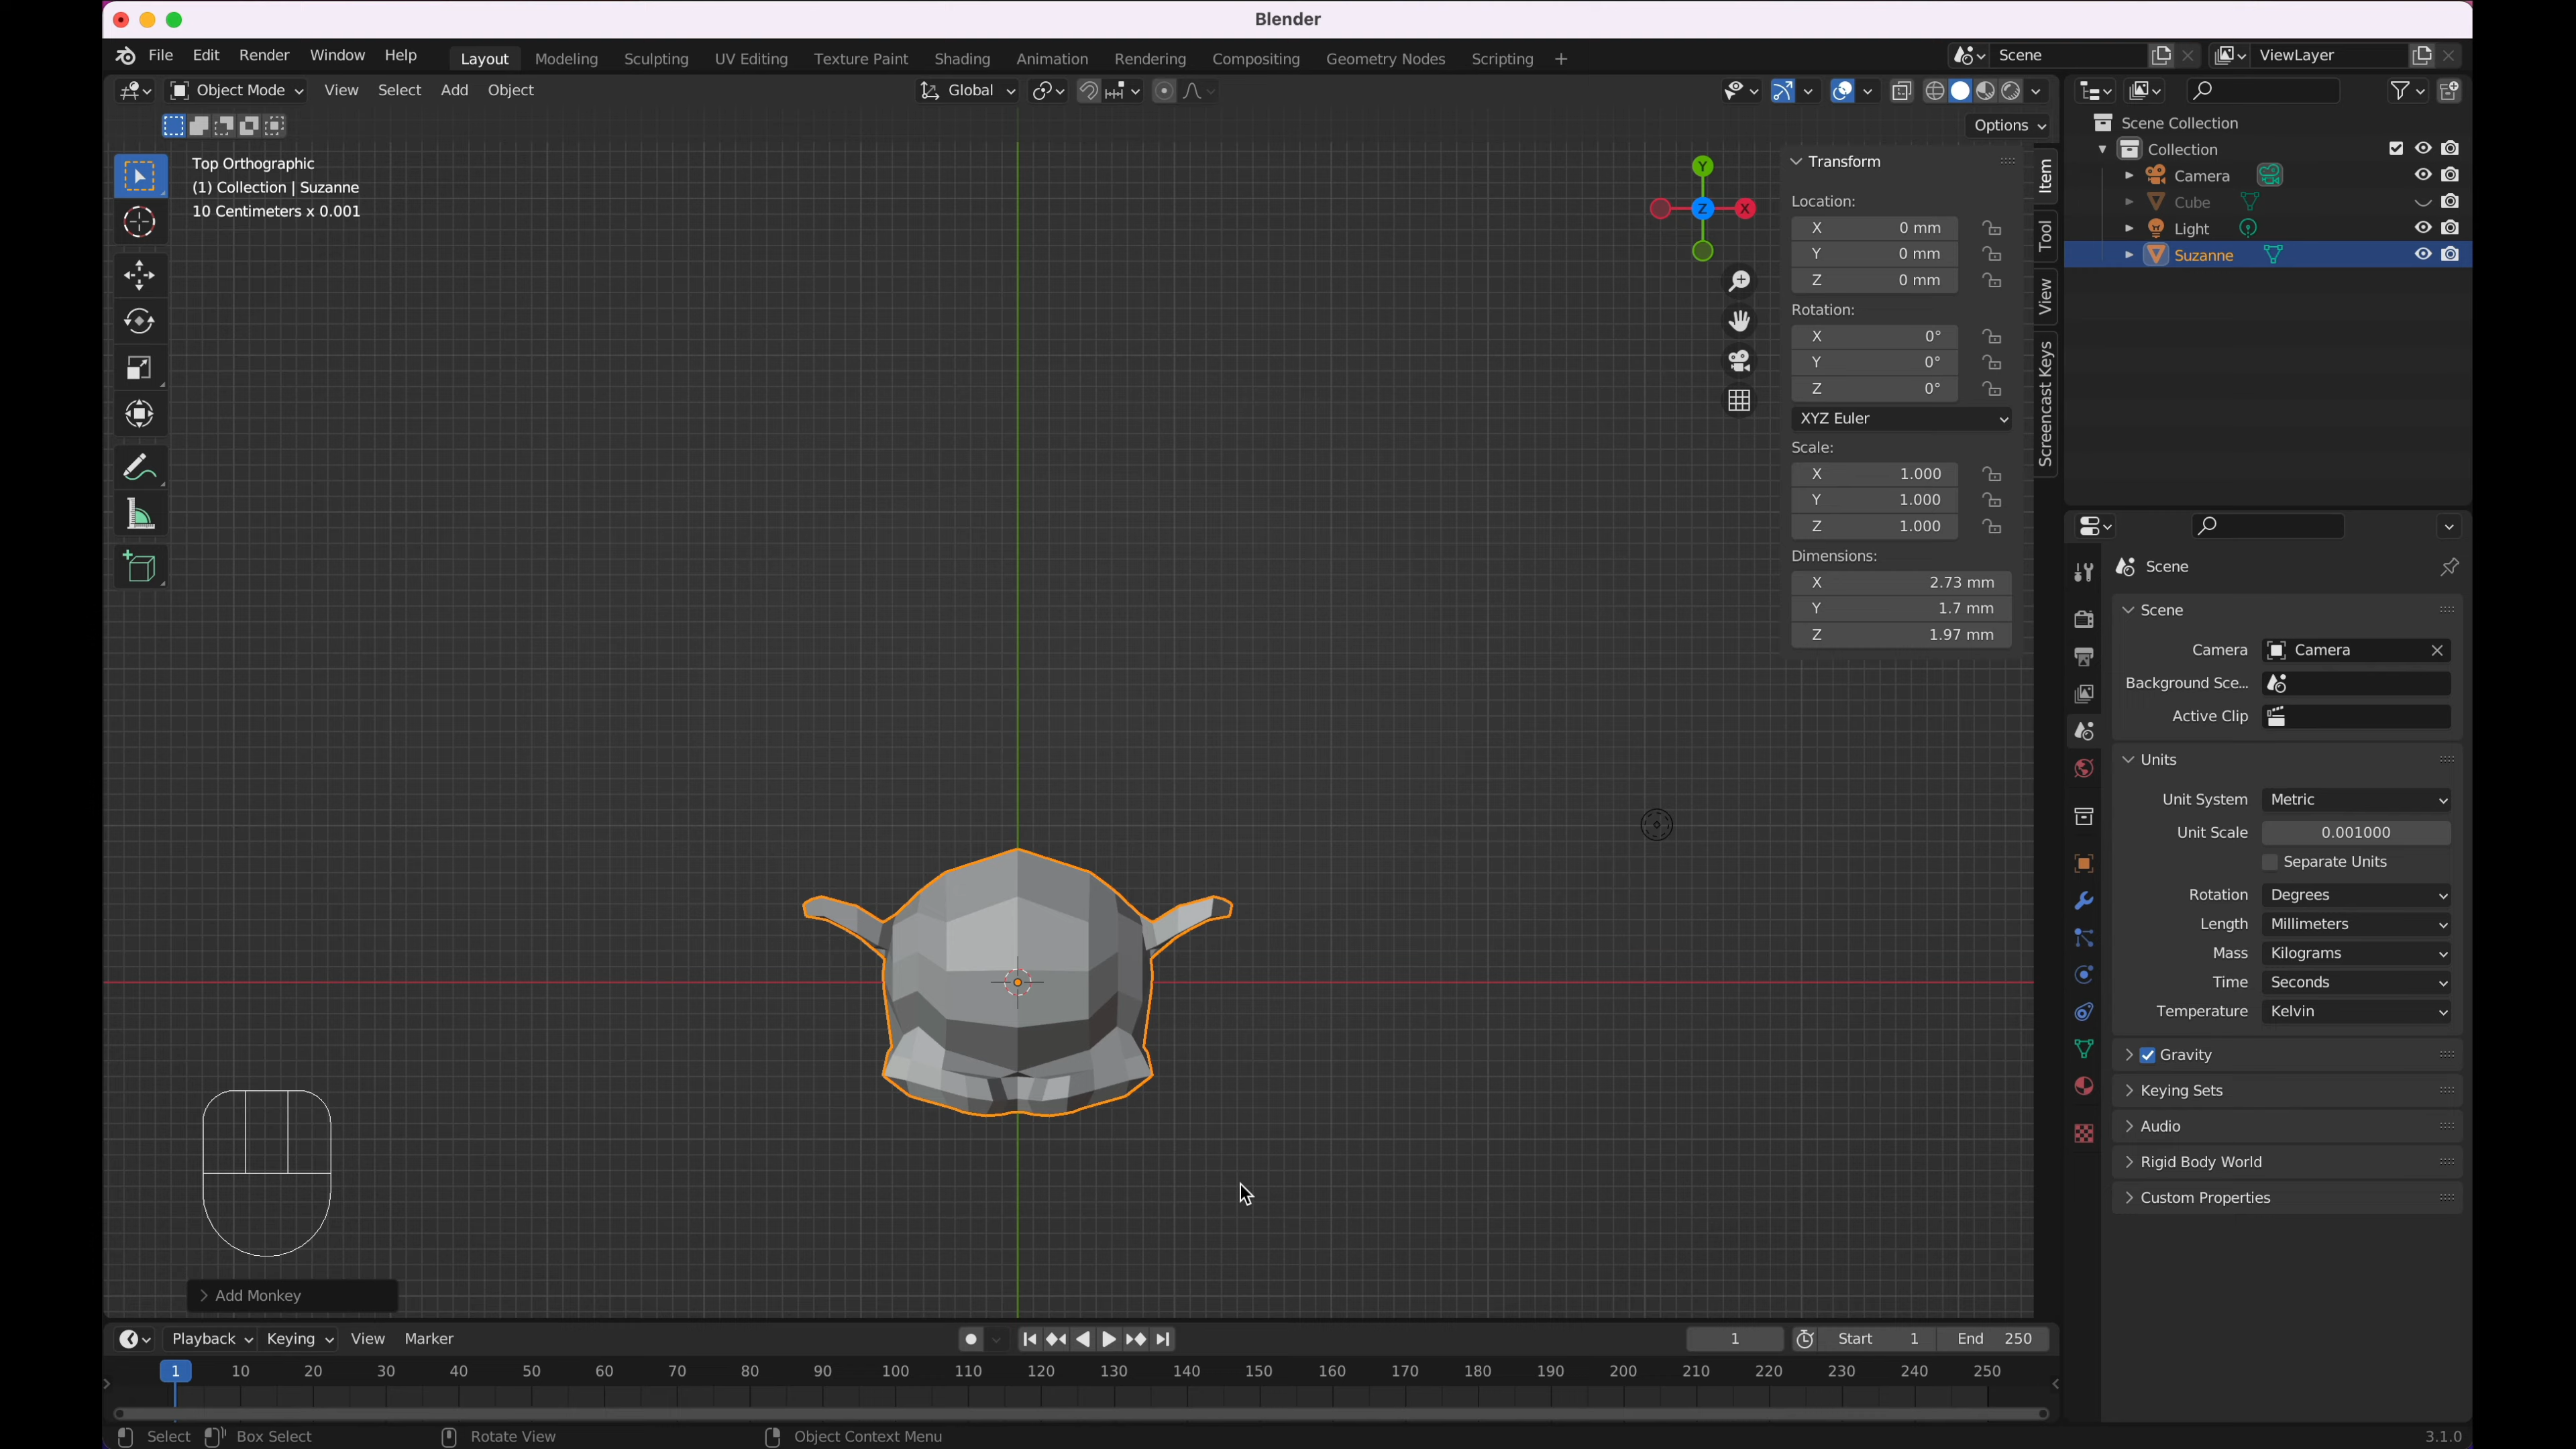 Blender
File Edit Render Window Help Layout Modeling Sculpting UV Editing Texture Paint Shading Animation Rendering Compositing Geometry Nodes Scripting + Scene ViewLayer
Object Mode View Select Add Object Global
Options
Top Orthographic
(1) Collection | Suzanne
10 Centimeters x 0.001
Y
Z X
Transform
Location:
X 0 mm
Y 0 mm
Z 0 mm
Rotation:
X 0°
Y 0°
Z 0°
XYZ Euler
Scale:
X 1.000
Y 1.000
Z 1.000
Dimensions:
X 2.73 mm
Y 1.7 mm
Z 1.97 mm
Item
Tool
View
Screencast Keys
Scene Collection
Collection
Camera
Cube
Light
Suzanne
Scene
Scene
Camera Camera
Background Sce...
Active Clip
Units
Unit System Metric
Unit Scale 0.001000
Separate Units
Rotation Degrees
Length Millimeters
Mass Kilograms
Time Seconds
Temperature Kelvin
Gravity
Keying Sets
Audio
Rigid Body World
Custom Properties
Add Monkey
Playback Keying View Marker 1 Start 1 End 250
1 10 20 30 40 50 60 70 80 90 100 110 120 130 140 150 160 170 180 190 200 210 220 230 240 250
Select Box Select Rotate View Object Context Menu 3.1.0